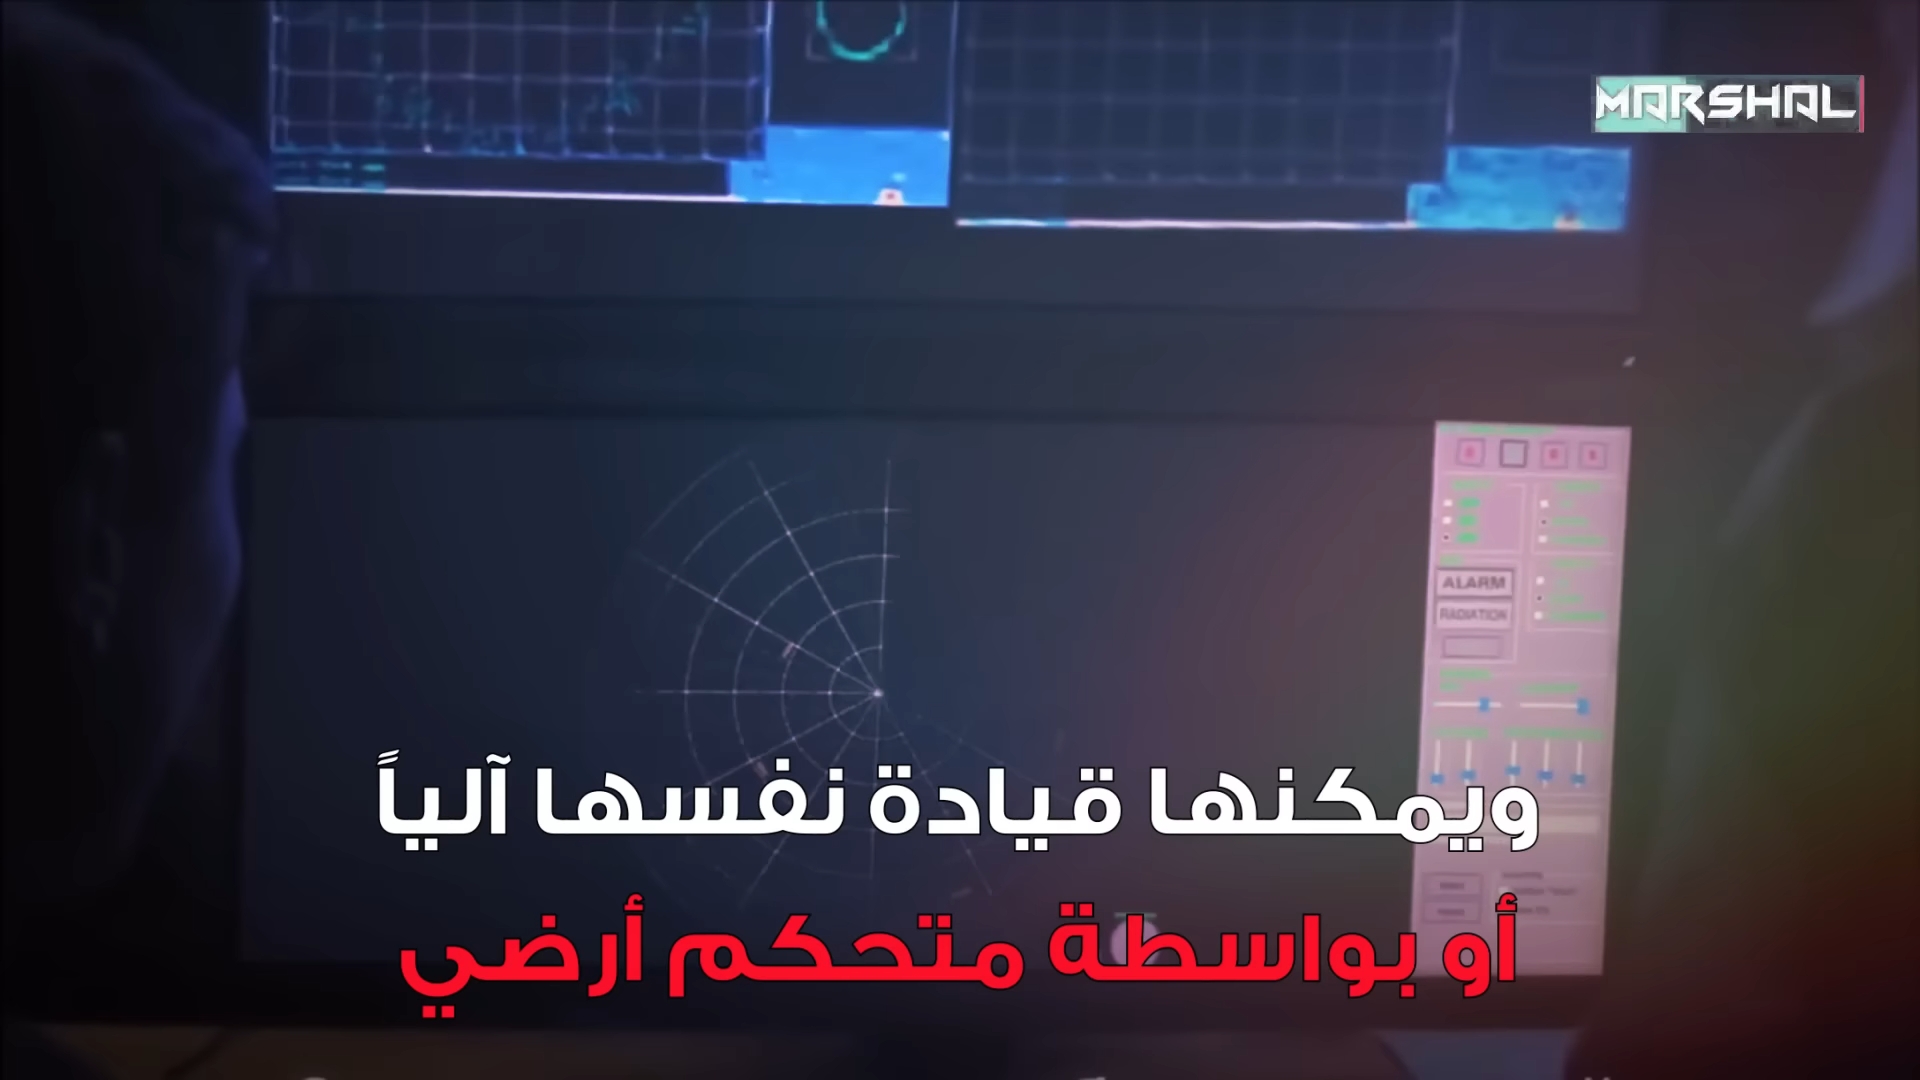 MARSHAL
ALARM
RADIATION
ويمكنها قيادة نفسها آلياً
أو بواسطة متحكم أرضي